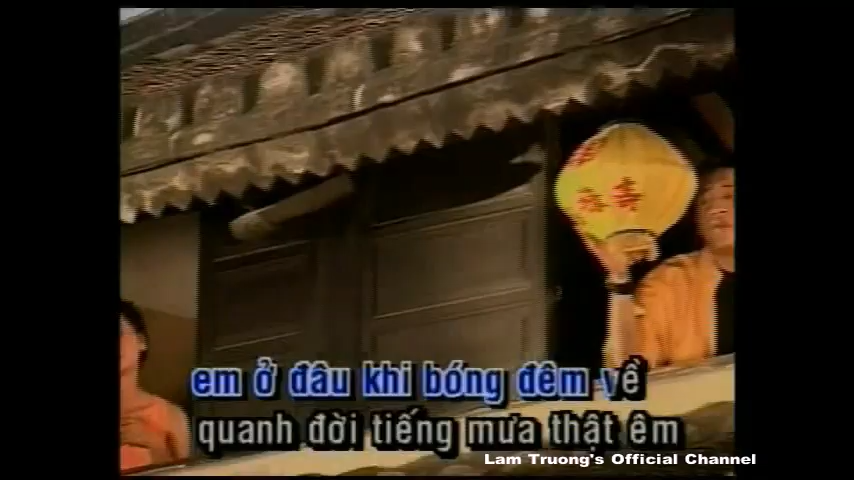 em ở đâu khi bóng đêm về
quanh đời tiếng mưa thật êm
Lam Truong's Official Channel